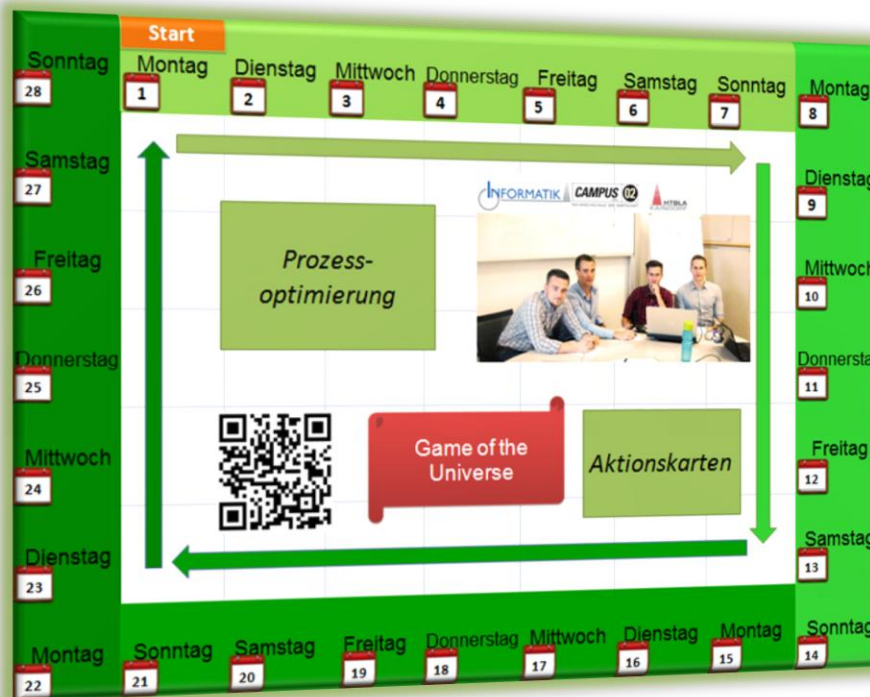 Start
Sonntag
28
Montag
1
Dienstag
2
Mittwoch
3
Donnerstag
4
Freitag
5
Samstag
6
Sonntag
7
Montag
8
Dienstag
9
Mittwoch
10
Donnerstag
11
Freitag
12
Samstag
13
Sonntag
14
Montag
15
Dienstag
16
Mittwoch
17
Donnerstag
18
Freitag
19
Samstag
20
Sonntag
21
Montag
22
Dienstag
23
Mittwoch
24
Donnerstag
25
Freitag
26
Samstag
27
Prozess-
optimierung
INFORMATIK
CAMPUS 02
HTBLA
KAINDORF
Game of the
Universe
Aktionskarten